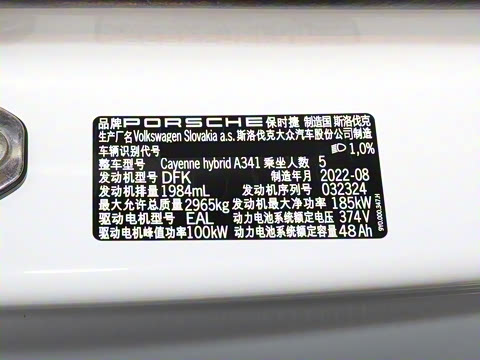 品牌 PORSCHE 保时捷 制造国 斯洛伐克
生产厂名 Volkswagen Slovakia a.s. 斯洛伐克大众汽车股份公司制造
车辆识别代号 1,0%
整车型号 Cayenne hybrid A341 乘坐人数 5
发动机型号 DFK 制造年月 2022-08
发动机排量 1984mL 发动机序列号 032324
最大允许总质量 2965kg 发动机最大净功率 185kW
驱动电机型号 EAL 动力电池系统额定电压 374V
驱动电机峰值功率 100kW 动力电池系统额定容量 48Ah